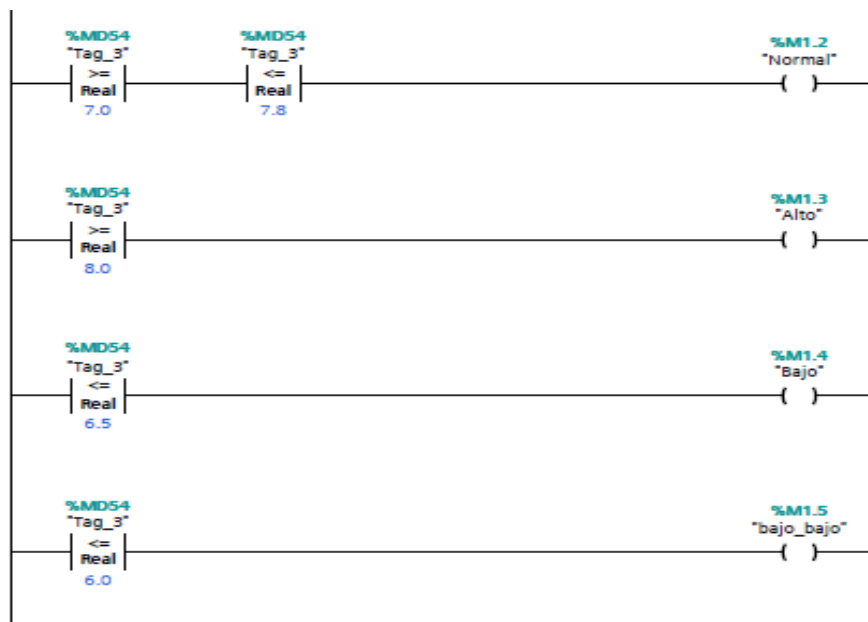 %MD54 %MD54 %M1.2
"Tag_3" "Tag_3" "Normal"
>= <=
Real Real
7.0 7.8
%MD54 %M1.3
"Tag_3" "Alto"
>=
Real
8.0
%MD54 %M1.4
"Tag_3" "Bajo"
<=
Real
6.5
%MD54 %M1.5
"Tag_3" "bajo_bajo"
<=
Real
6.0